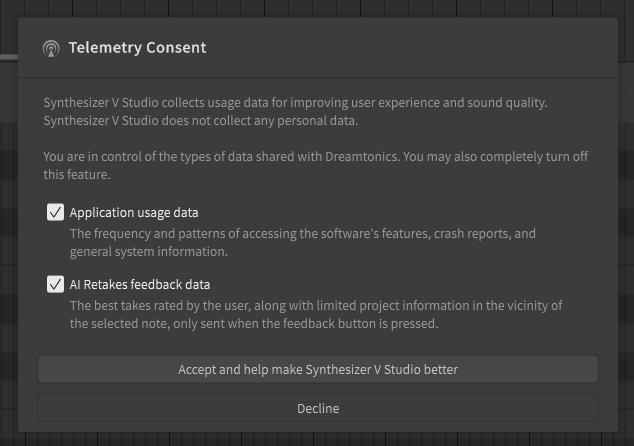 Telemetry Consent
Synthesizer V Studio collects usage data for improving user experience and sound quality.
Synthesizer V Studio does not collect any personal data.
You are in control of the types of data shared with Dreamtonics. You may also completely turn off
this feature.
Application usage data
The frequency and patterns of accessing the software's features, crash reports, and
general system information.
AI Retakes feedback data
The best takes rated by the user, along with limited project information in the vicinity of
the selected note, only sent when the feedback button is pressed.
Accept and help make Synthesizer V Studio better
Decline